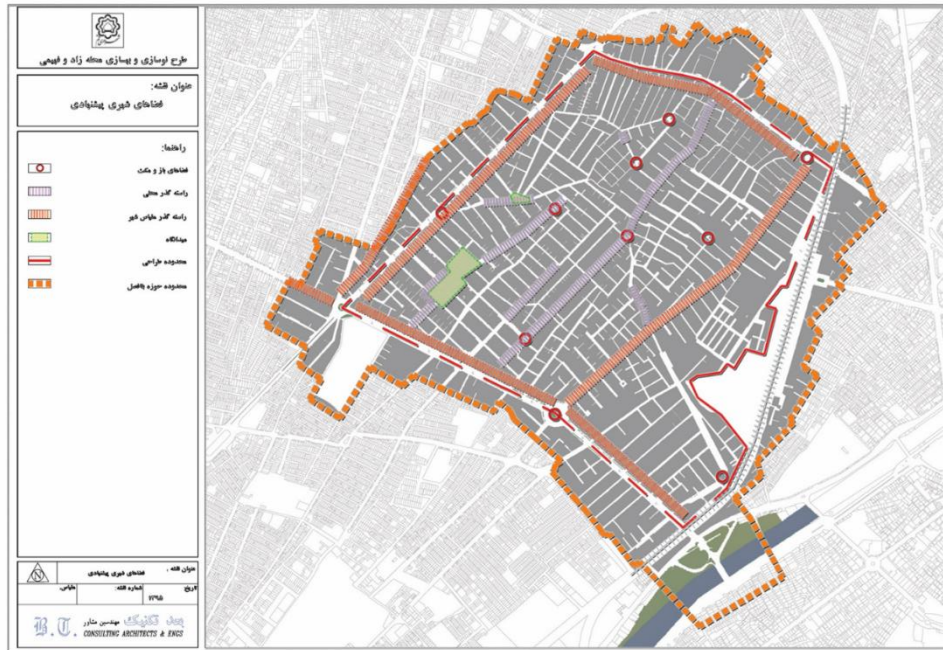 طرح نوسازی و بهسازی محله زاد و فهیمی
عنوان نقشه:
فضاهای شهری پیشنهادی
راهنما:
فضاهای باز و مکث
راسته گذر محلی
راسته گذر مقیاس شهر
میدانگاه
محدوده طراحی
محدوده حوزه بلافصل
عنوان نقشه :
فضاهای شهری پیشنهادی
N
تاریخ
شماره نقشه:
مقیاس:
B.T.
مهندسین مشاور
CONSULTING ARCHITECTS & ENGS